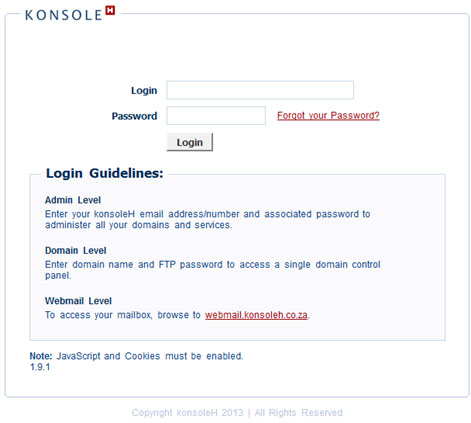 KONSOLE H
Login
Password Forgot your Password?
Login
Login Guidelines:
Admin Level
Enter your konsoleH email address/number and associated password to
administer all your domains and services.
Domain Level
Enter domain name and FTP password to access a single domain control
panel.
Webmail Level
To access your mailbox, browse to webmail.konsoleh.co.za.
Note: JavaScript and Cookies must be enabled.
1.9.1
Copyright konsoleH 2013 | All Rights Reserved